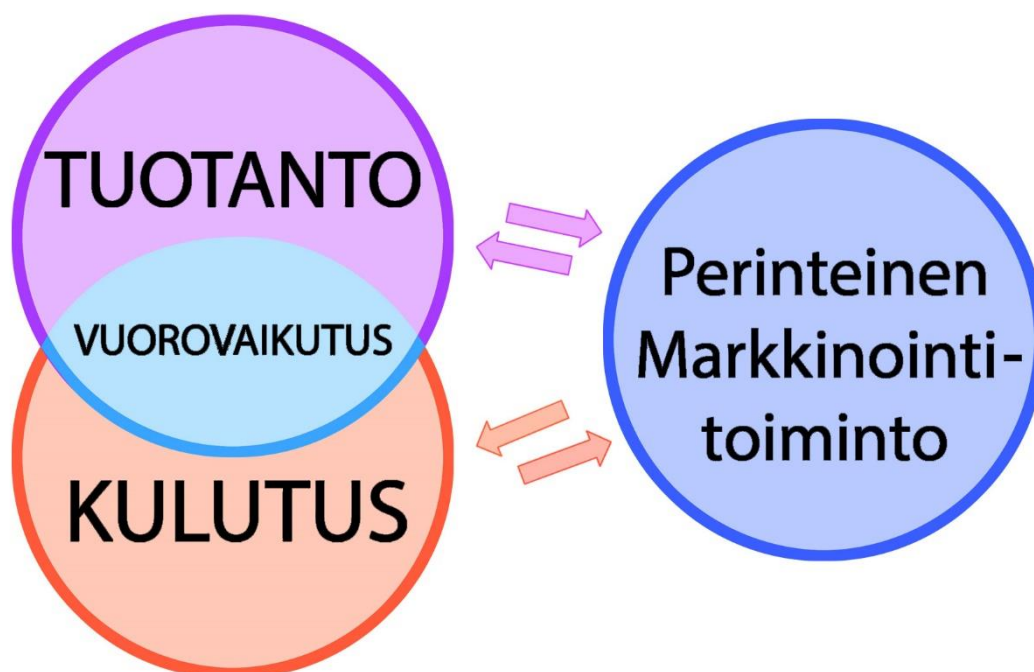 TUOTANTO
VUOROVAIKUTUS
KULUTUS
Perinteinen
Markkinointi-
toiminto